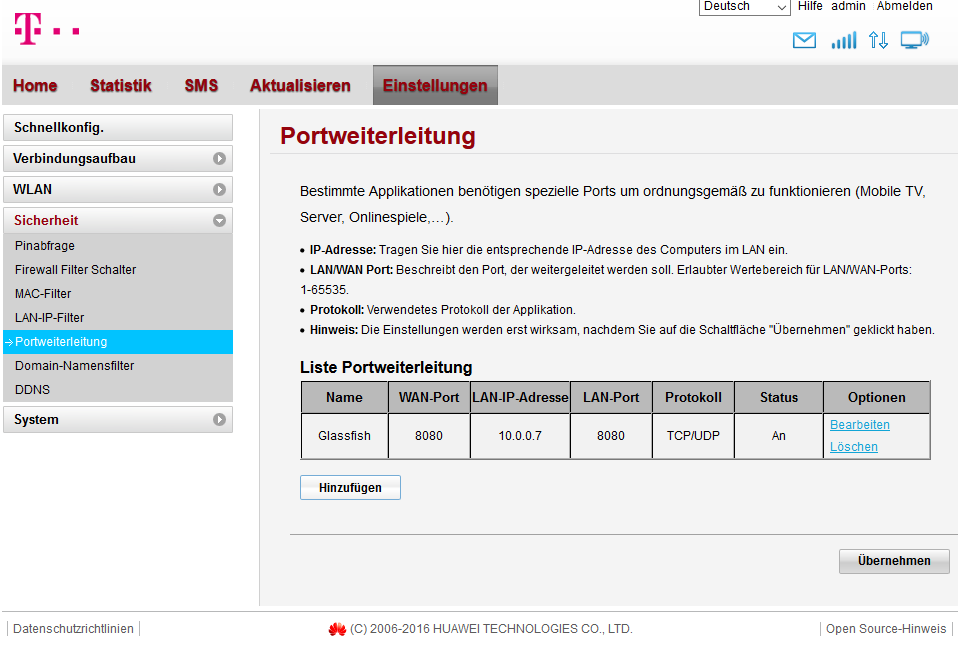 Deutsch Hilfe admin Abmelden
T
Home Statistik SMS Aktualisieren Einstellungen
Schnellkonfig.
Verbindungsaufbau
WLAN
Sicherheit
Pinabfrage
Firewall Filter Schalter
MAC-Filter
LAN-IP-Filter
Portweiterleitung
Domain-Namensfilter
DDNS
System
Portweiterleitung
Bestimmte Applikationen benötigen spezielle Ports um ordnungsgemäß zu funktionieren (Mobile TV,
Server, Onlinespiele,…).
• IP-Adresse: Tragen Sie hier die entsprechende IP-Adresse des Computers im LAN ein.
• LAN/WAN Port: Beschreibt den Port, der weitergeleitet werden soll. Erlaubter Wertebereich für LAN/WAN-Ports:
1-65535.
• Protokoll: Verwendetes Protokoll der Applikation.
• Hinweis: Die Einstellungen werden erst wirksam, nachdem Sie auf die Schaltfläche "Übernehmen" geklickt haben.
Liste Portweiterleitung
Name WAN-Port LAN-IP-Adresse LAN-Port Protokoll Status Optionen
Glassfish 8080 10.0.0.7 8080 TCP/UDP An Bearbeiten
Löschen
Hinzufügen
Übernehmen
Datenschutzrichtlinien (C) 2006-2016 HUAWEI TECHNOLOGIES CO., LTD. Open Source-Hinweis